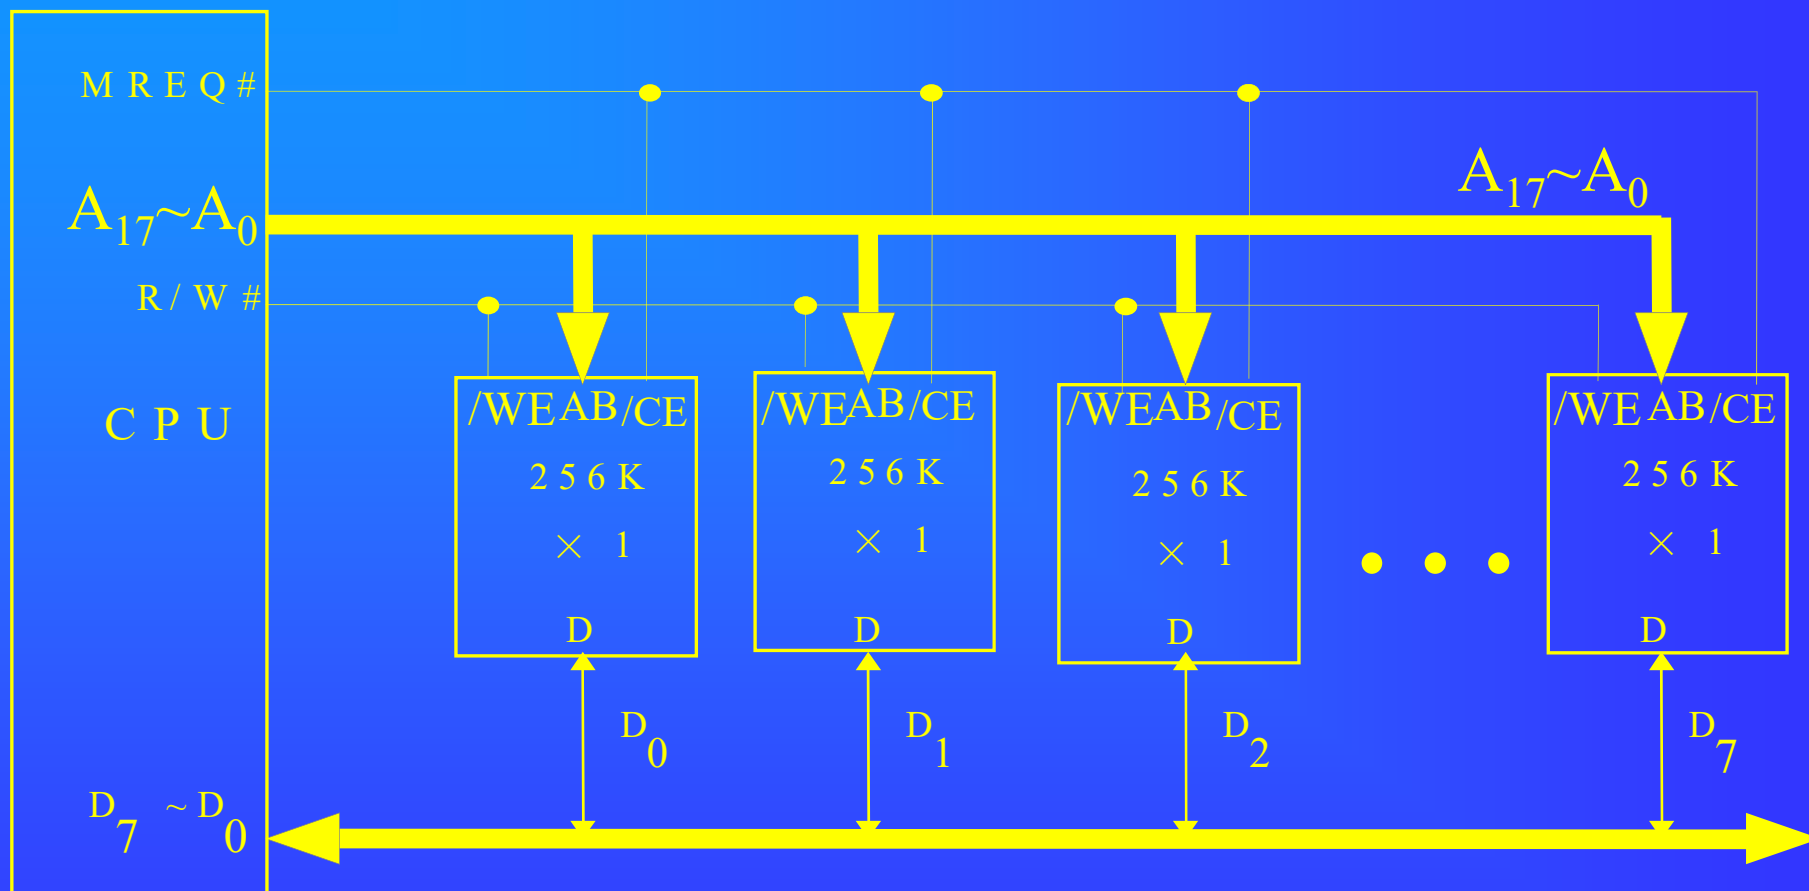 MREQ#
A17~A0
A17~A0
R/W#
CPU
/WE AB /CE
256K
× 1
D
/WE AB /CE
256K
× 1
D
/WE AB /CE
256K
× 1
D
/WE AB /CE
256K
× 1
D
D0
D1
D2
D7
D7 ~D0